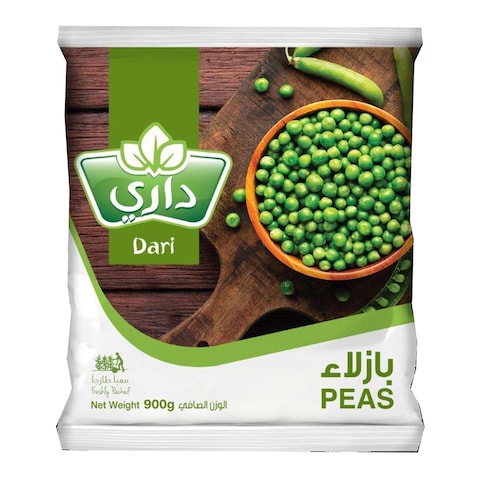 داري
Dari
بازلاء
PEAS
معبأ طازجا
Freshly Packed
Net Weight 900g الوزن الصافي